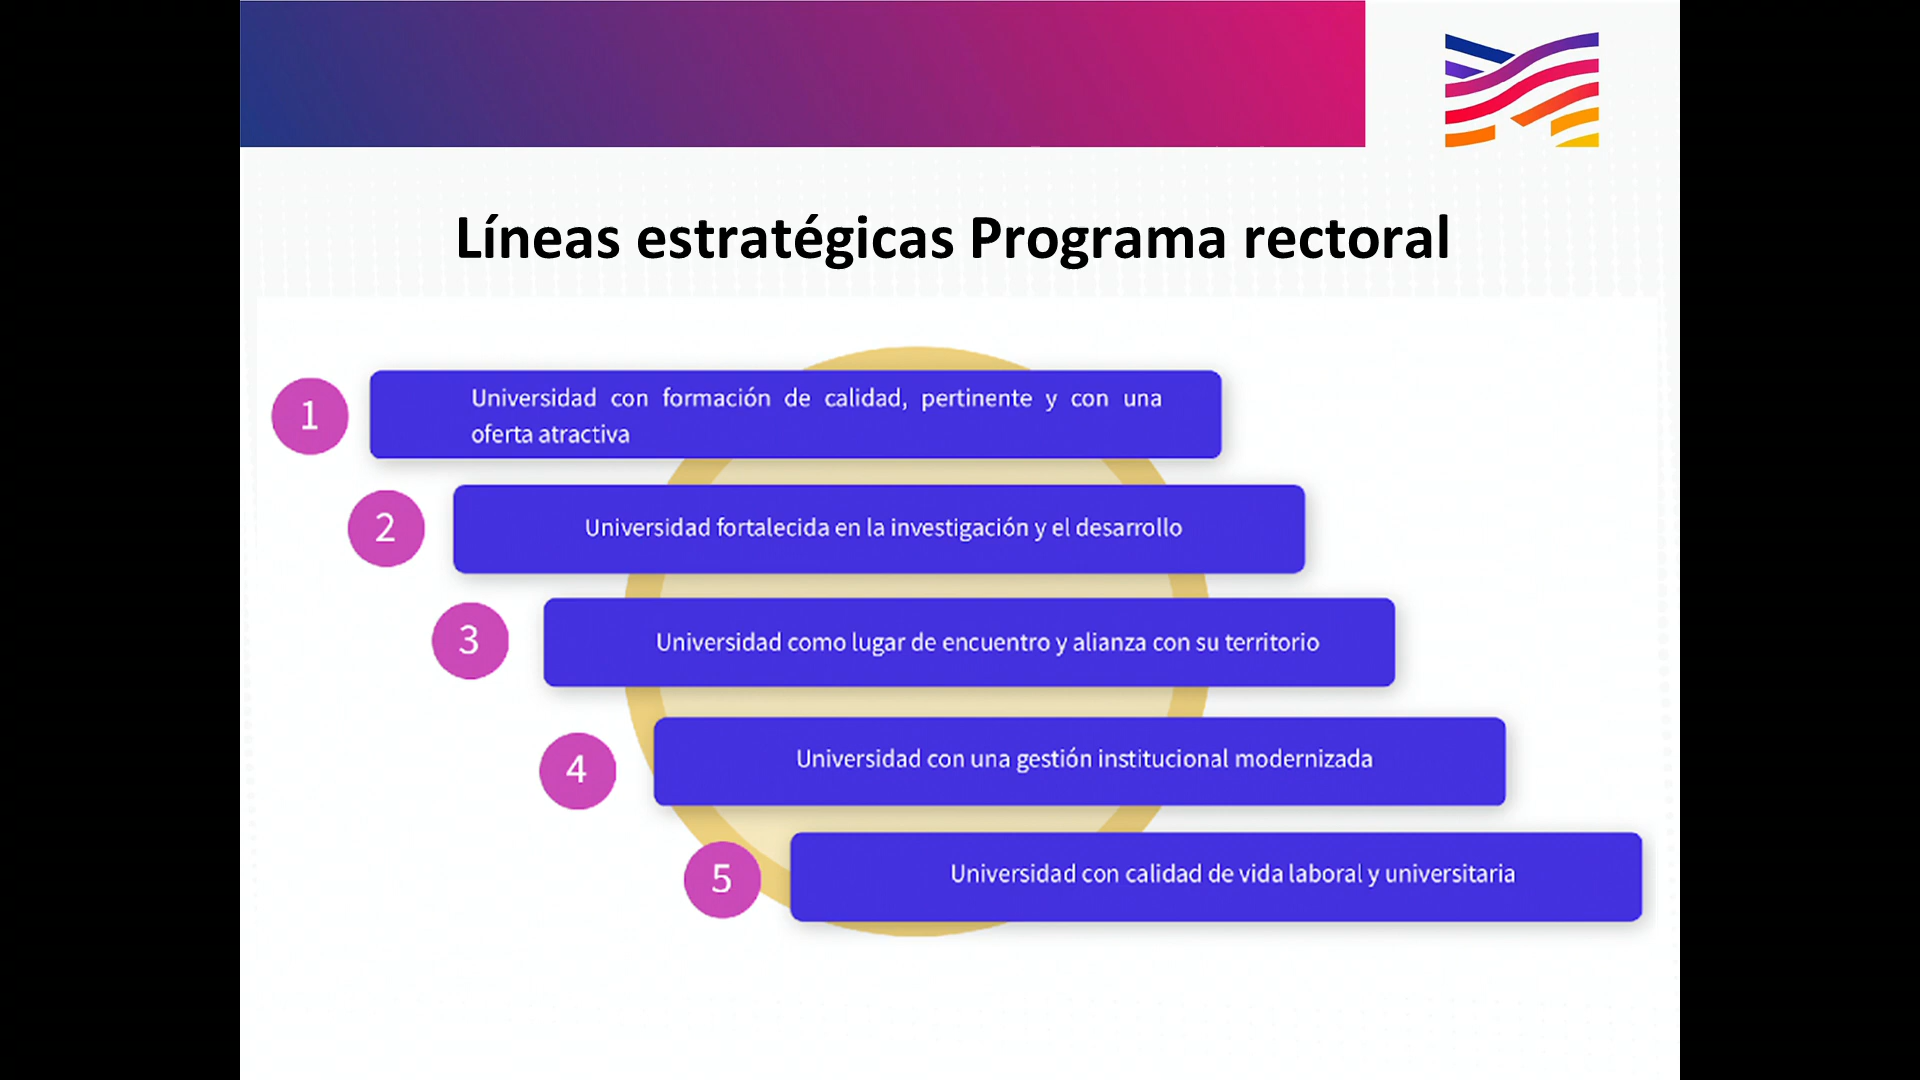 Líneas estratégicas Programa rectoral
1
Universidad con formación de calidad, pertinente y con una
oferta atractiva
2
Universidad fortalecida en la investigación y el desarrollo
3
Universidad como lugar de encuentro y alianza con su territorio
4
Universidad con una gestión institucional modernizada
5
Universidad con calidad de vida laboral y universitaria